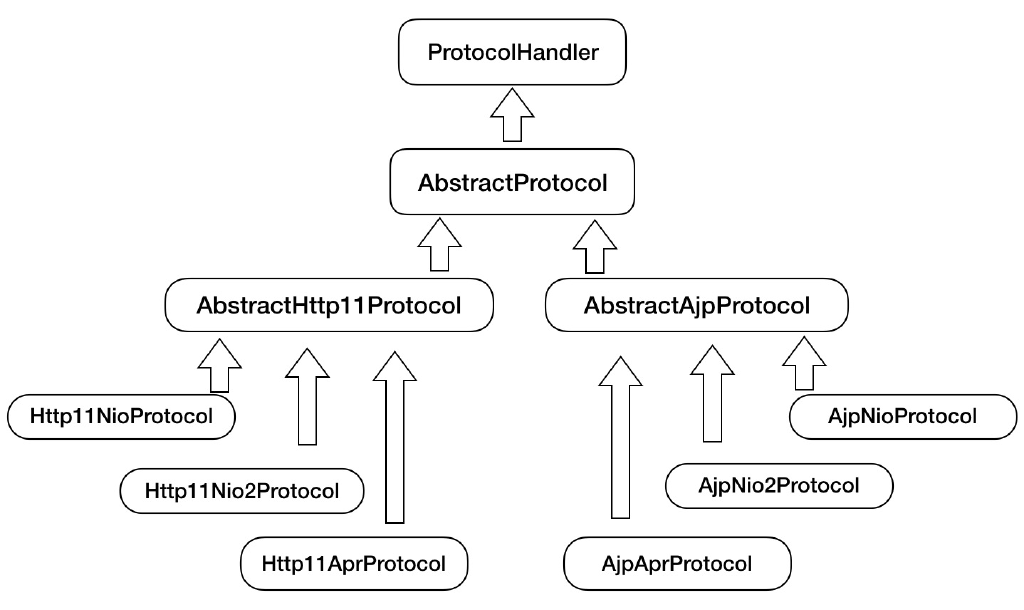 ProtocolHandler
AbstractProtocol
AbstractHttp11Protocol
AbstractAjpProtocol
Http11NioProtocol
AjpNioProtocol
Http11Nio2Protocol
AjpNio2Protocol
Http11AprProtocol
AjpAprProtocol